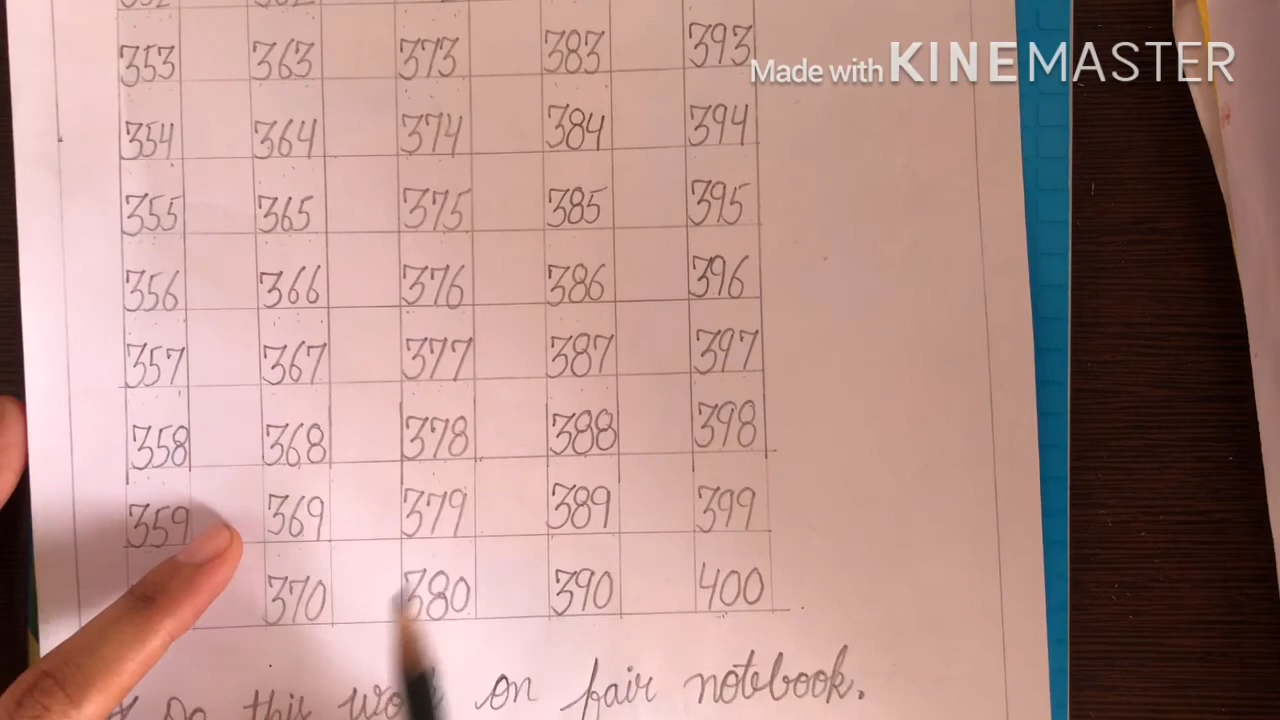 353 363 373 383 393
Made with KINEMASTER
354 364 374 384 394
355 365 375 385 395
356 366 376 386 396
357 367 377 387 397
358 368 378 388 398
359 369 379 389 399
370 380 390 400
Do this work on fair notebook.